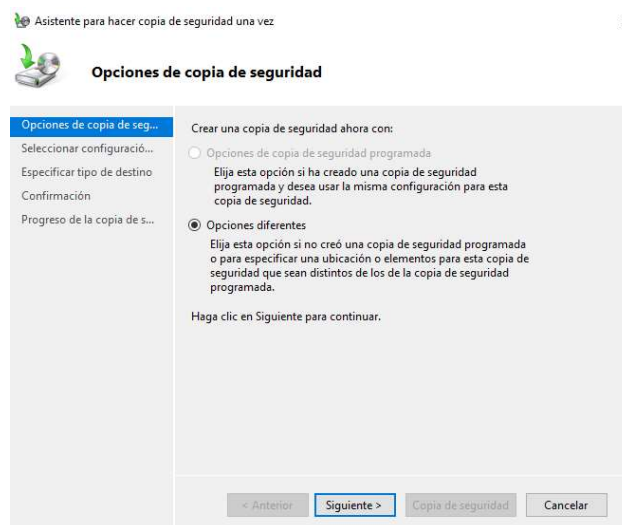 Asistente para hacer copia de seguridad una vez
Opciones de copia de seguridad
Opciones de copia de seg...
Seleccionar configuració...
Especificar tipo de destino
Confirmación
Progreso de la copia de s...
Crear una copia de seguridad ahora con:
Opciones de copia de seguridad programada
Elija esta opción si ha creado una copia de seguridad
programada y desea usar la misma configuración para esta
copia de seguridad.
Opciones diferentes
Elija esta opción si no creó una copia de seguridad programada
o para especificar una ubicación o elementos para esta copia de
seguridad que sean distintos de los de la copia de seguridad
programada.
Haga clic en Siguiente para continuar.
< Anterior Siguiente > Copia de seguridad Cancelar